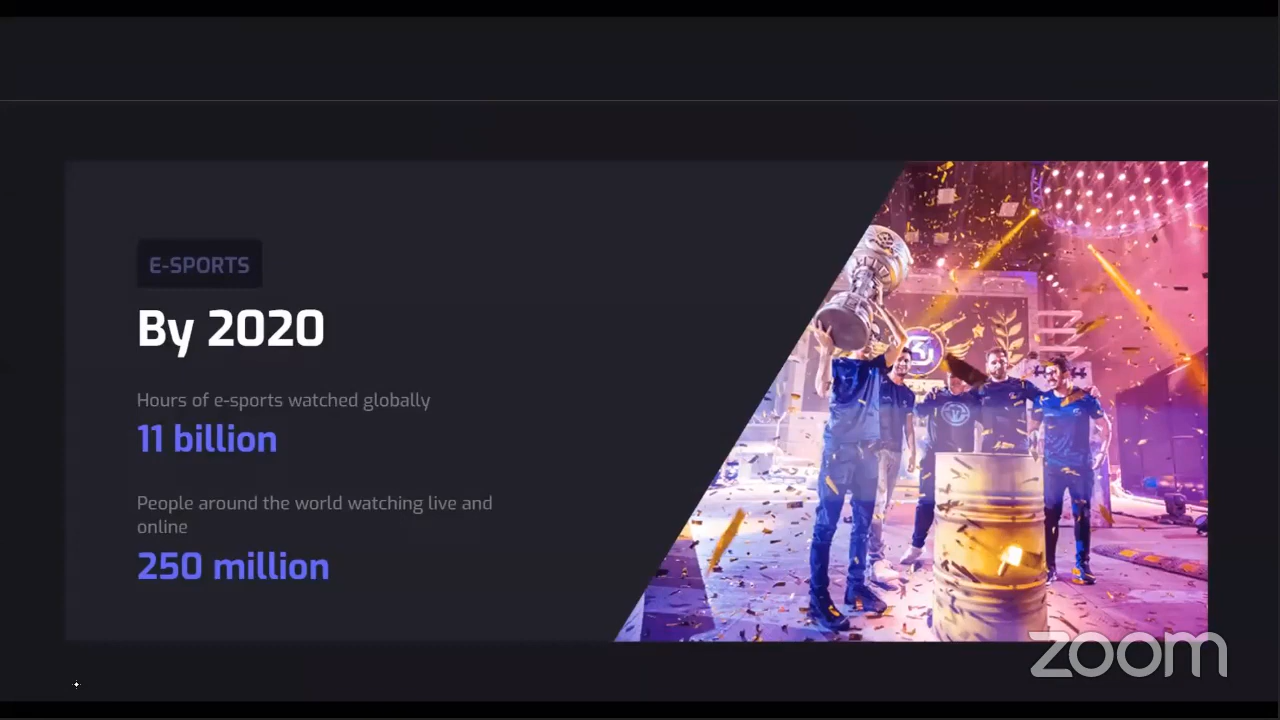 E-SPORTS
By 2020
Hours of e-sports watched globally
11 billion
People around the world watching live and
online
250 million
zoom